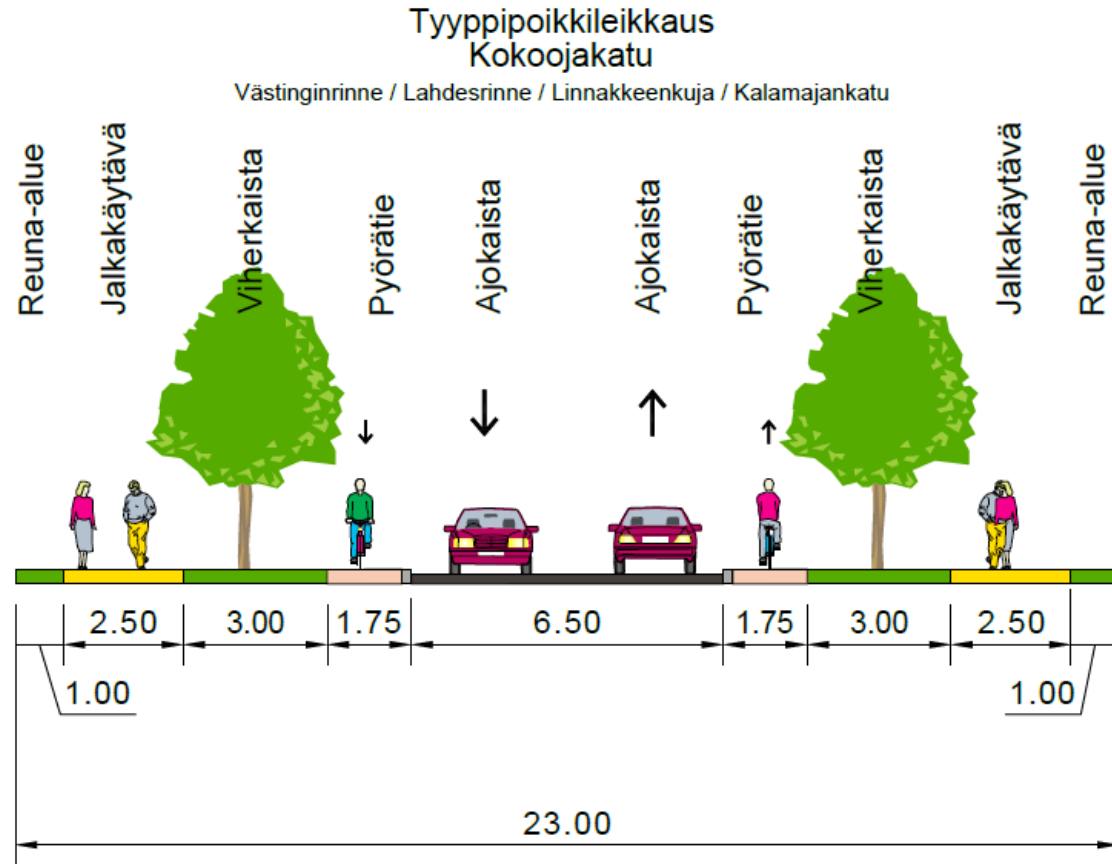 Tyyppipoikkileikkaus
Kokoojakatu
Västinginrinne / Lahdesrinne / Linnakkeenkuja / Kalamajankatu
Reuna-alue
Jalkakäytävä
Viherkaista
Pyörätie
Ajokaista
Ajokaista
Pyörätie
Viherkaista
Jalkakäytävä
Reuna-alue
2.50 3.00 1.75 6.50 1.75 3.00 2.50
1.00 1.00
23.00